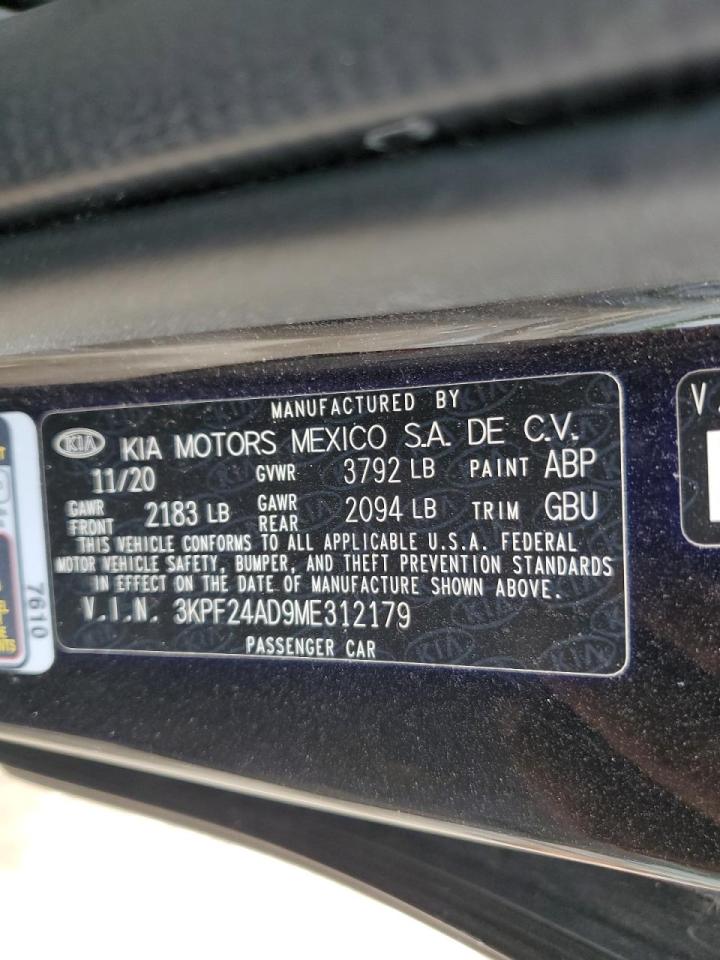 MANUFACTURED BY
KIA KIA MOTORS MEXICO S.A. DE C.V.
11/20 GVWR 3792 LB PAINT ABP
GAWR FRONT 2183 LB GAWR REAR 2094 LB TRIM GBU
THIS VEHICLE CONFORMS TO ALL APPLICABLE U.S.A. FEDERAL
MOTOR VEHICLE SAFETY, BUMPER, AND THEFT PREVENTION STANDARDS
IN EFFECT ON THE DATE OF MANUFACTURE SHOWN ABOVE.
V.I.N. 3KPF24AD9ME312179
PASSENGER CAR
7610
V